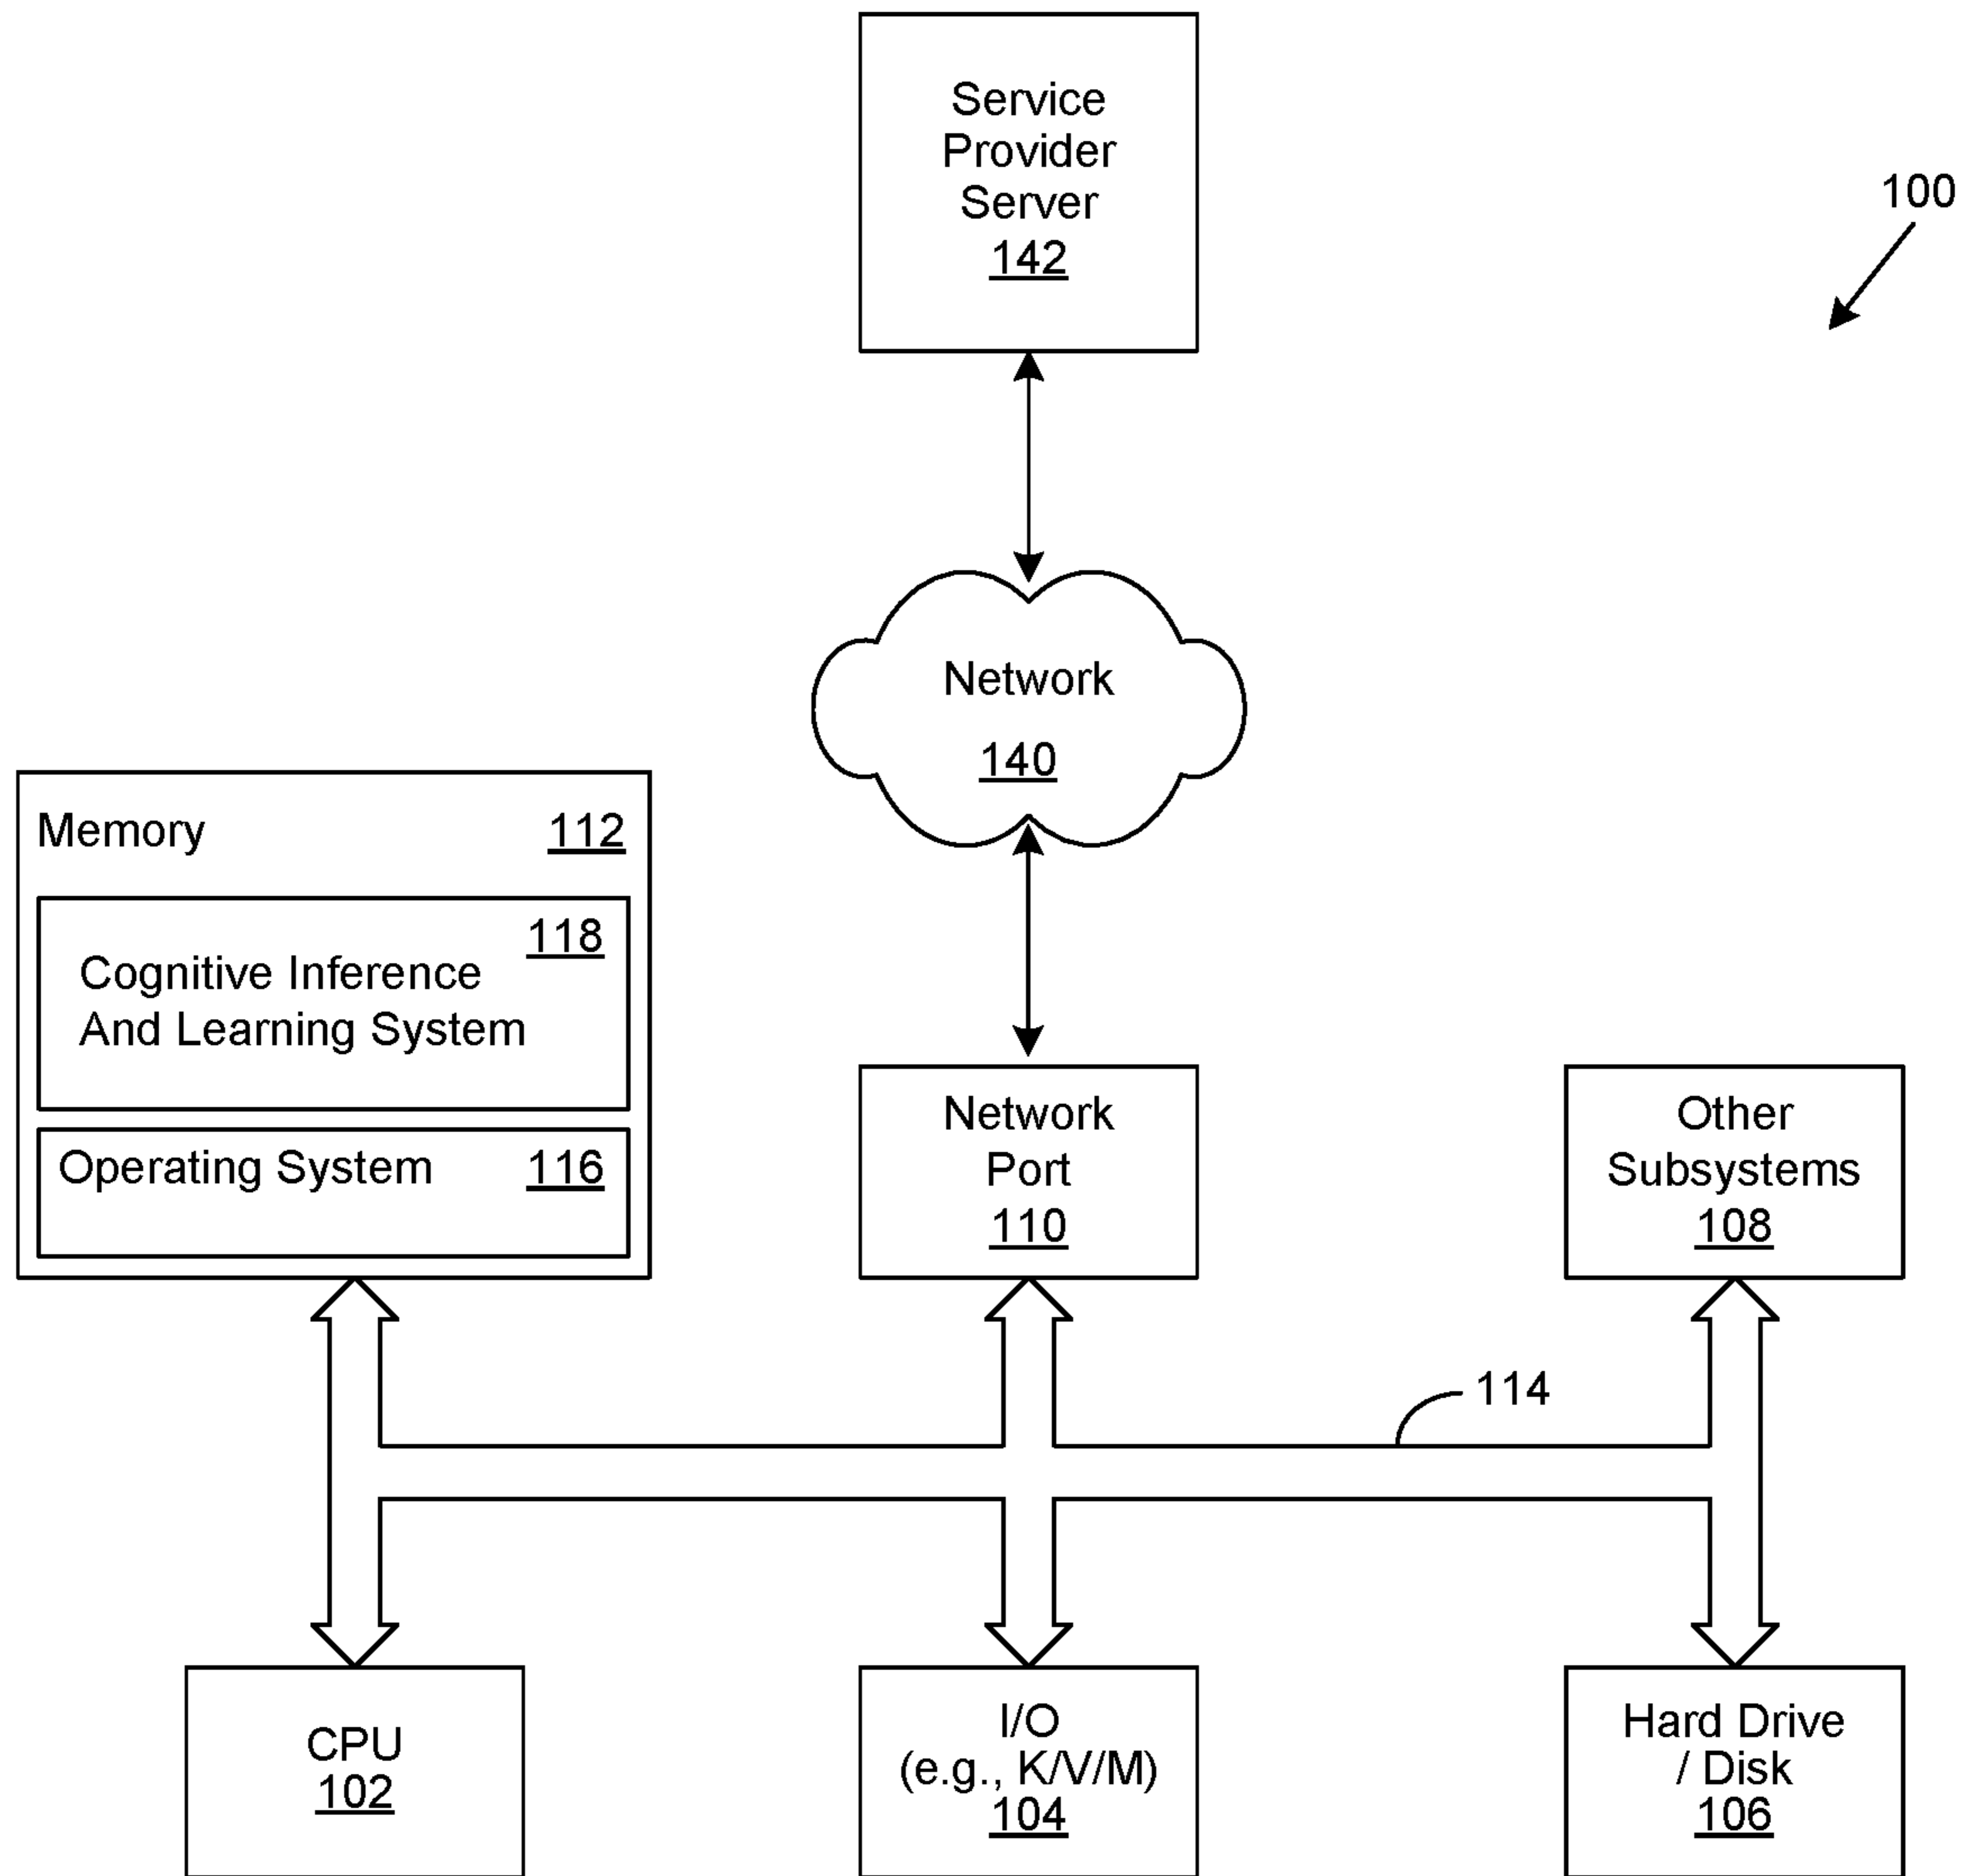 Service
Provider
Server
142
100
Network
140
Memory 112
118
Cognitive Inference
And Learning System
Operating System 116
Network
Port
110
Other
Subsystems
108
114
CPU
102
I/O
(e.g., K/V/M)
104
Hard Drive
/ Disk
106